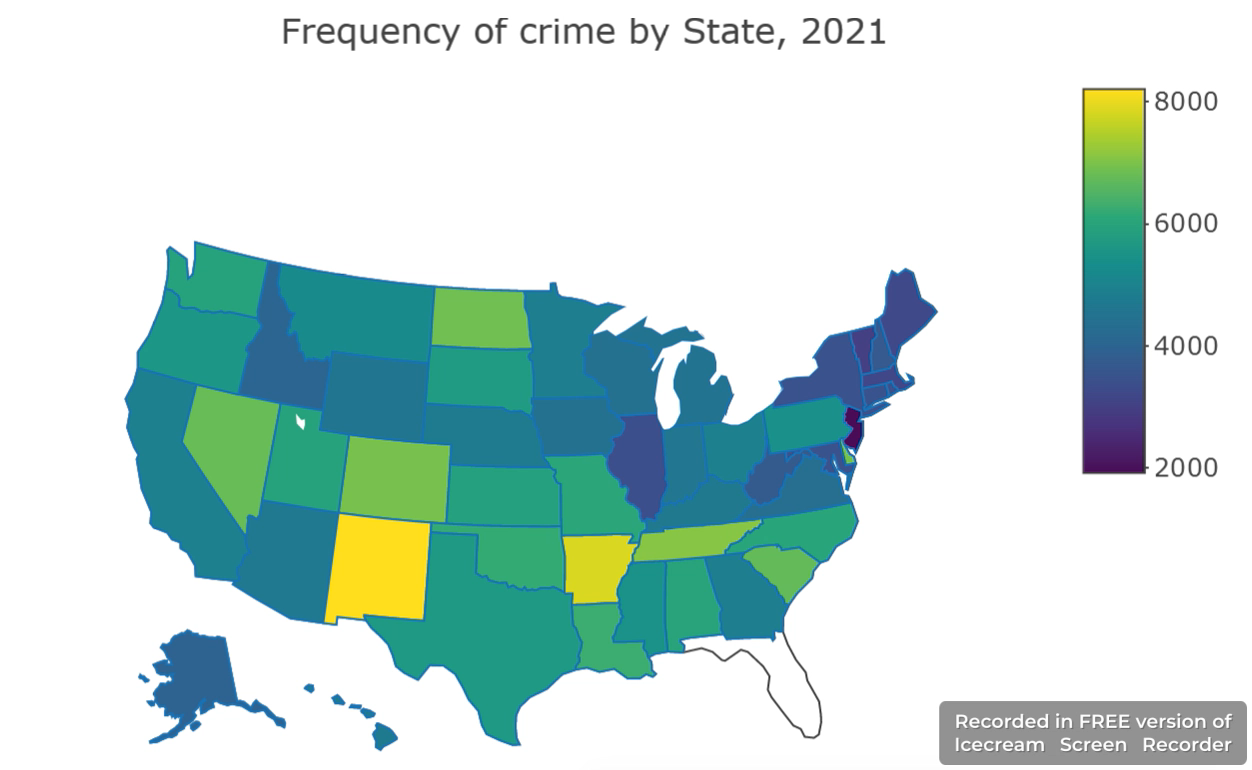 Frequency of crime by State, 2021
8000
6000
4000
2000
Recorded in FREE version of
Icecream Screen Recorder